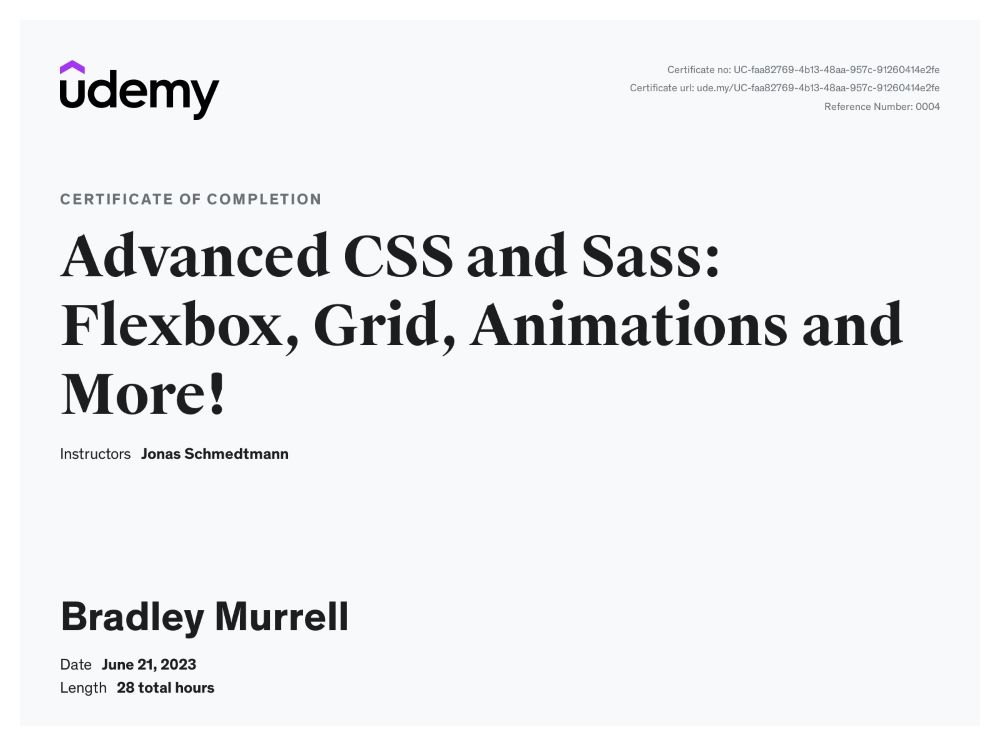 udemy
Certificate no: UC-faa82769-4b13-48aa-957c-91260414e2fe
Certificate url: ude.my/UC-faa82769-4b13-48aa-957c-91260414e2fe
Reference Number: 0004
CERTIFICATE OF COMPLETION
Advanced CSS and Sass:
Flexbox, Grid, Animations and
More!
Instructors Jonas Schmedtmann
Bradley Murrell
Date June 21, 2023
Length 28 total hours